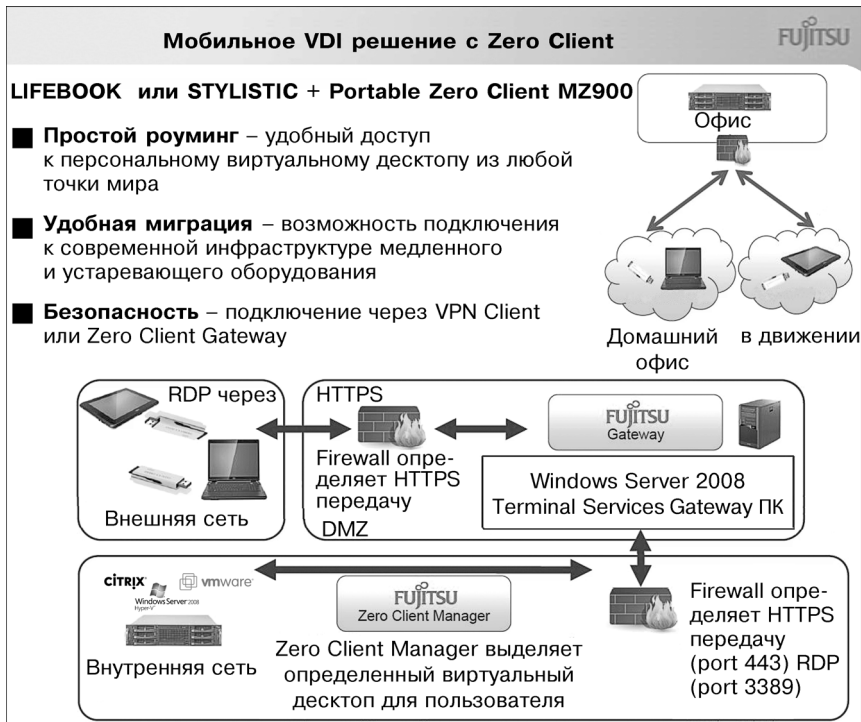 Мобильное VDI решение с Zero Client
FUJITSU
LIFEBOOK или STYLISTIC + Portable Zero Client MZ900
Простой роуминг – удобный доступ
к персональному виртуальному десктопу из любой
точки мира
Удобная миграция – возможность подключения
к современной инфраструктуре медленного
и устаревающего оборудования
Безопасность – подключение через VPN Client
или Zero Client Gateway
Офис
Домашний
офис
в движении
RDP через
Внешняя сеть
HTTPS
Firewall опре-
деляет HTTPS
передачу
DMZ
FUJITSU
Gateway
Windows Server 2008
Terminal Services Gateway ПК
CITRIX
vmware
Windows Server 2008
Hyper-V
Внутренняя сеть
FUJITSU
Zero Client Manager
Zero Client Manager выделяет
определенный виртуальный
десктоп для пользователя
Firewall опре-
деляет HTTPS
передачу
(port 443) RDP
(port 3389)